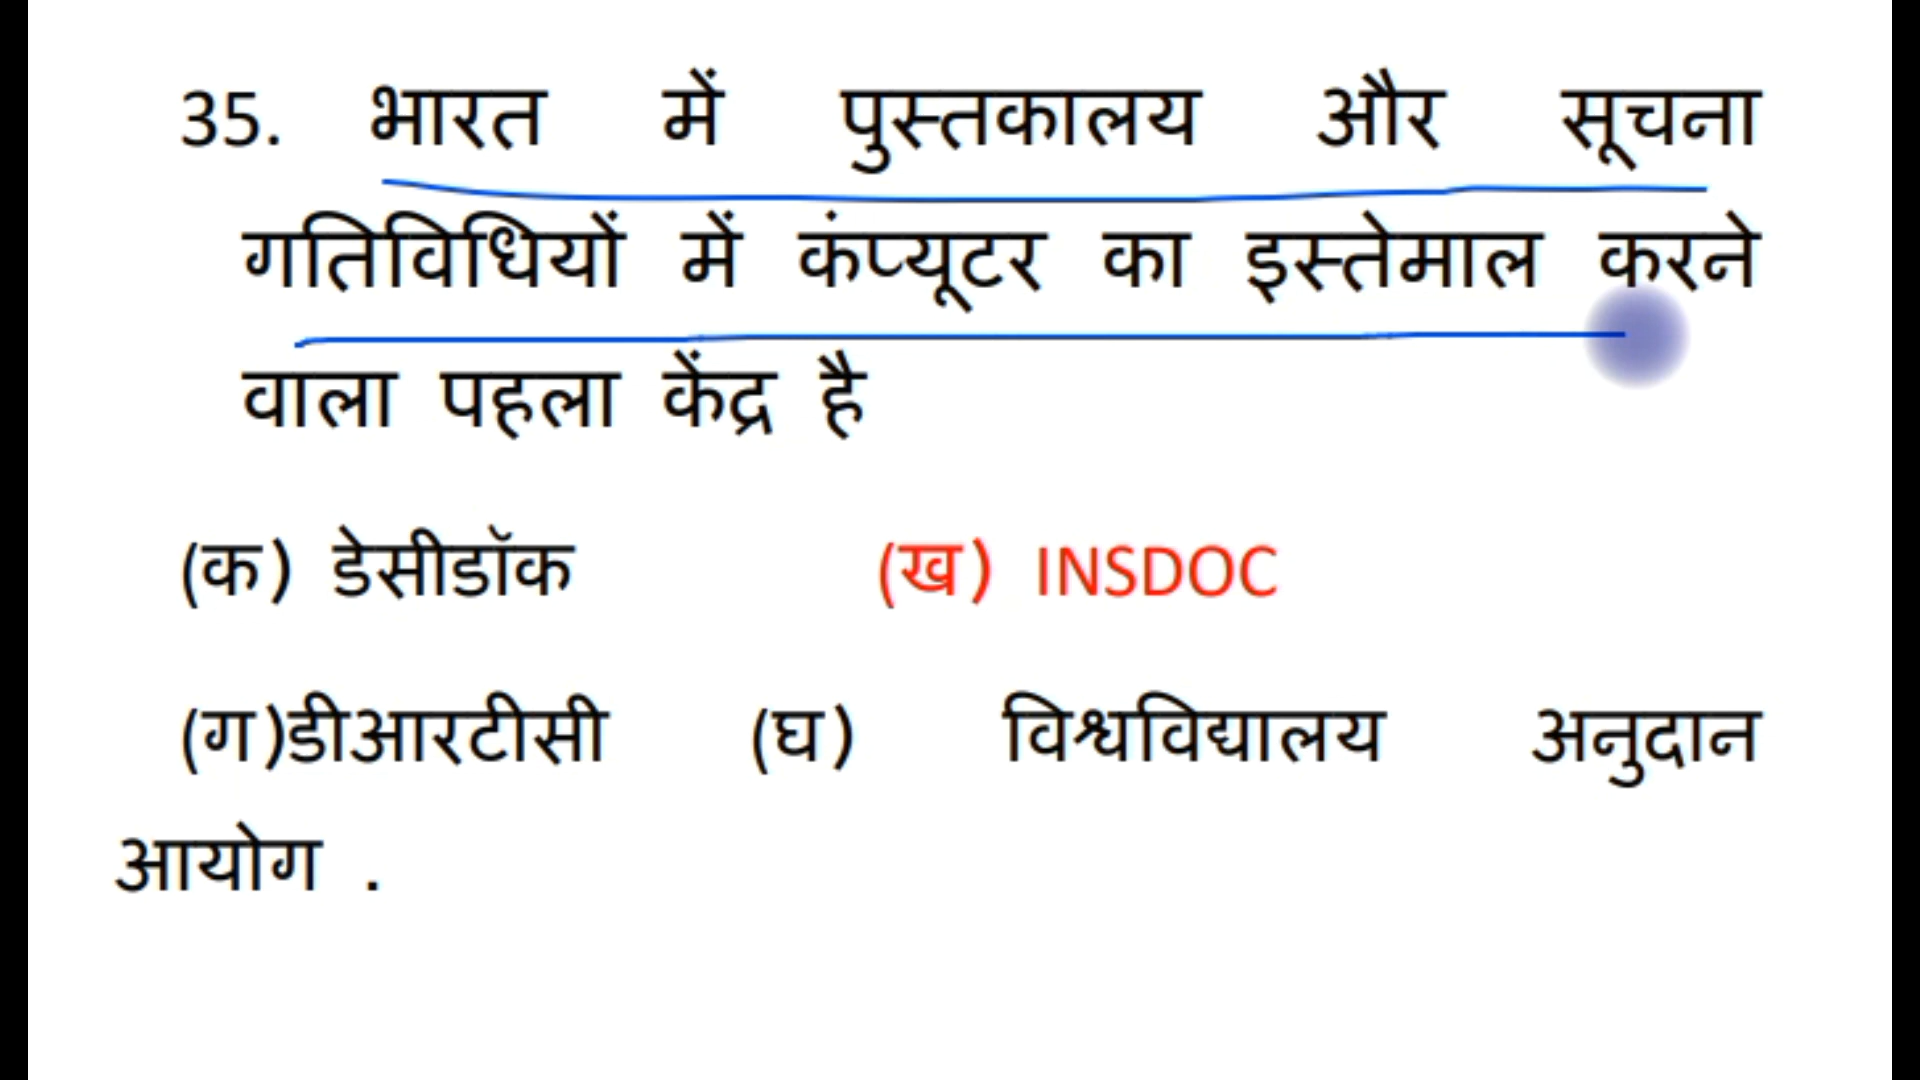 35. भारत में पुस्तकालय और सूचना
गतिविधियों में कंप्यूटर का इस्तेमाल करने
वाला पहला केंद्र है
(क) डेसीडॉक (ख) INSDOC
(ग)डीआरटीसी (घ) विश्वविद्यालय अनुदान
आयोग .